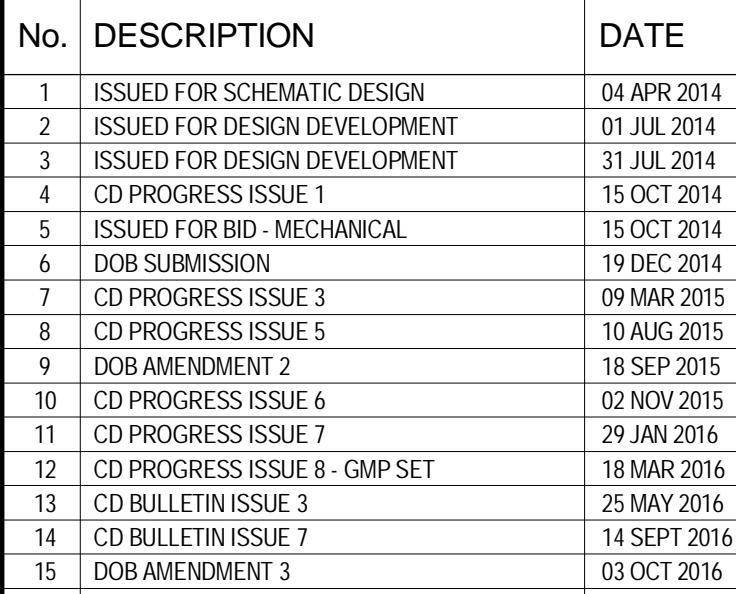 No. DESCRIPTION DATE
1 ISSUED FOR SCHEMATIC DESIGN 04 APR 2014
2 ISSUED FOR DESIGN DEVELOPMENT 01 JUL 2014
3 ISSUED FOR DESIGN DEVELOPMENT 31 JUL 2014
4 CD PROGRESS ISSUE 1 15 OCT 2014
5 ISSUED FOR BID - MECHANICAL 15 OCT 2014
6 DOB SUBMISSION 19 DEC 2014
7 CD PROGRESS ISSUE 3 09 MAR 2015
8 CD PROGRESS ISSUE 5 10 AUG 2015
9 DOB AMENDMENT 2 18 SEP 2015
10 CD PROGRESS ISSUE 6 02 NOV 2015
11 CD PROGRESS ISSUE 7 29 JAN 2016
12 CD PROGRESS ISSUE 8 - GMP SET 18 MAR 2016
13 CD BULLETIN ISSUE 3 25 MAY 2016
14 CD BULLETIN ISSUE 7 14 SEPT 2016
15 DOB AMENDMENT 3 03 OCT 2016